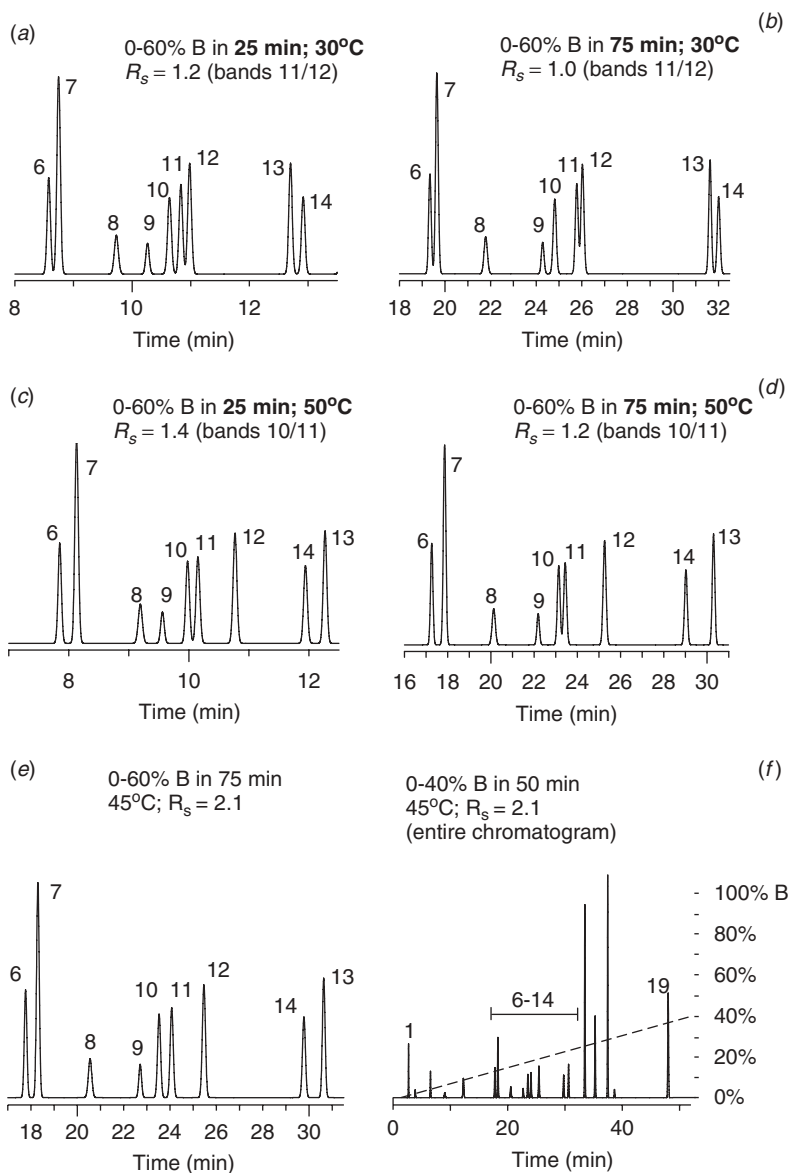 (a)
0-60% B in 25 min; 30°C
Rs = 1.2 (bands 11/12)
6
7
8
9
10
11
12
13
14
8 10 12
Time (min)
(b)
0-60% B in 75 min; 30°C
Rs = 1.0 (bands 11/12)
6
7
8
9
10
11
12
13
14
18 20 22 24 26 28 30 32
Time (min)
(c)
0-60% B in 25 min; 50°C
Rs = 1.4 (bands 10/11)
6
7
8
9
10
11
12
14
13
8 10 12
Time (min)
(d)
0-60% B in 75 min; 50°C
Rs = 1.2 (bands 10/11)
6
7
8
9
10
11
12
14
13
16 18 20 22 24 26 28 30
Time (min)
(e)
0-60% B in 75 min
45°C; Rs = 2.1
6
7
8
9
10
11
12
14
13
18 20 22 24 26 28 30
Time (min)
(f)
0-40% B in 50 min
45°C; Rs = 2.1
(entire chromatogram)
100% B
80%
60%
40%
20%
0%
1
6-14
19
0 20 40
Time (min)